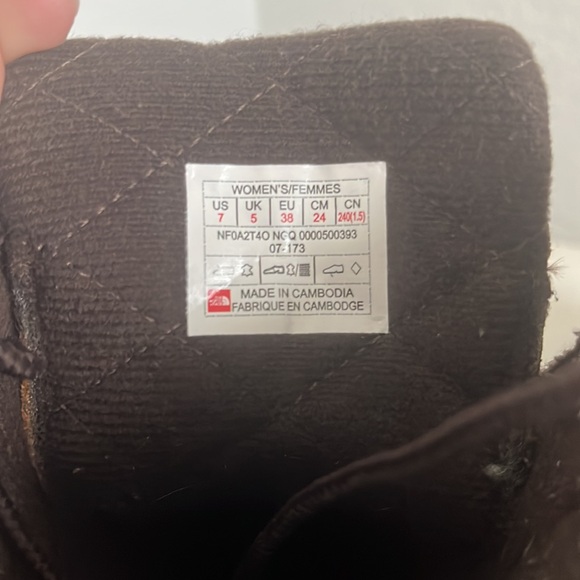 WOMEN'S/FEMMES
US UK EU CM CN
7 5 38 24 240(1.5)
NF0A2T4O NGQ 0000500393
07-173
MADE IN CAMBODIA
FABRIQUE EN CAMBODGE